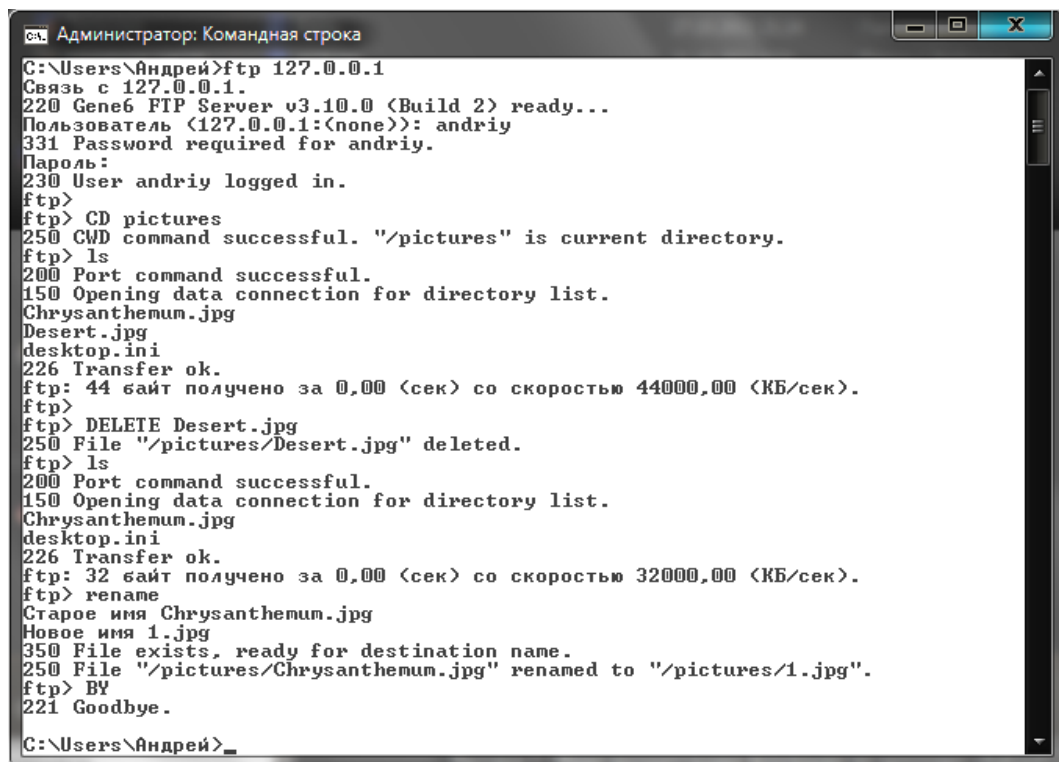 Администратор: Командная строка
C:\Users\Андрей>ftp 127.0.0.1
Связь с 127.0.0.1.
220 Gene6 FTP Server v3.10.0 (Build 2) ready...
Пользователь (127.0.0.1:(none)): andriy
331 Password required for andriy.
Пароль:
230 User andriy logged in.
ftp>
ftp> CD pictures
250 CWD command successful. "/pictures" is current directory.
ftp> ls
200 Port command successful.
150 Opening data connection for directory list.
Chrysanthemum.jpg
Desert.jpg
desktop.ini
226 Transfer ok.
ftp: 44 байт получено за 0,00 (сек) со скоростью 44000,00 (КБ/сек).
ftp>
ftp> DELETE Desert.jpg
250 File "/pictures/Desert.jpg" deleted.
ftp> ls
200 Port command successful.
150 Opening data connection for directory list.
Chrysanthemum.jpg
desktop.ini
226 Transfer ok.
ftp: 32 байт получено за 0,00 (сек) со скоростью 32000,00 (КБ/сек).
ftp> rename
Старое имя Chrysanthemum.jpg
Новое имя 1.jpg
350 File exists, ready for destination name.
250 File "/pictures/Chrysanthemum.jpg" renamed to "/pictures/1.jpg".
ftp> BY
221 Goodbye.
C:\Users\Андрей>_